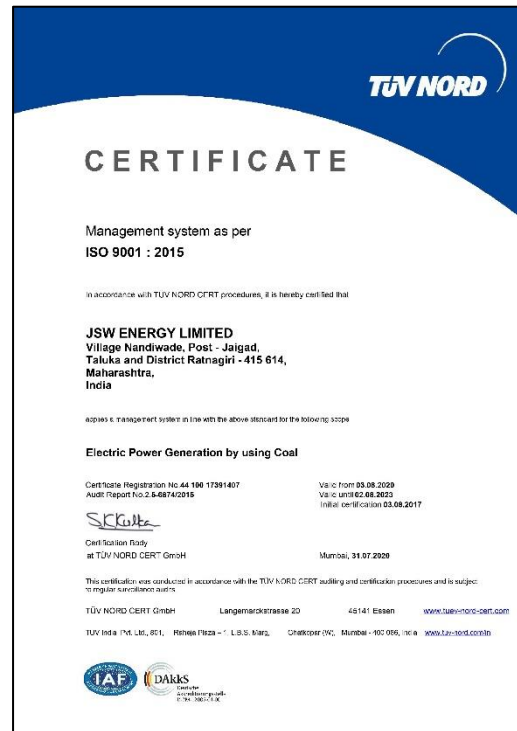 TÜV NORD
CERTIFICATE
Management system as per
ISO 9001 : 2015
In accordance with TÜV NORD CERT procedures, it is hereby certified that
JSW ENERGY LIMITED
Village Nandiwade, Post - Jaigad,
Taluka and District Ratnagiri - 415 614,
Maharashtra,
India
applies a management system in line with the above standard for the following scope
Electric Power Generation by using Coal
Certificate Registration No.44 100 17391407
Audit Report No.2.5-6874/2015
Valid from 03.08.2020
Valid until 02.08.2023
Initial certification 03.08.2017
Certification Body
at TÜV NORD CERT GmbH
Mumbai, 31.07.2020
This certification was conducted in accordance with the TÜV NORD CERT auditing and certification procedures and is subject
to regular surveillance audits.
TÜV NORD CERT GmbH Langemarckstrasse 20 45141 Essen www.tuev-nord-cert.com
TUV India Pvt. Ltd., 801, Raheja Plaza – 1, L.B.S. Marg, Ghatkopar (W), Mumbai - 400 086, India www.tuv-nord.com/in
IAF
DAkkS
Deutsche
Akkreditierungsstelle